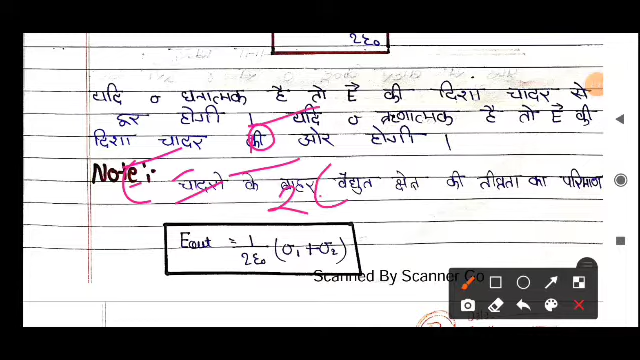 2ε₀
यदि σ धनात्मक है तो E⃗ की दिशा चादर से
दूर होगी । यदि σ ऋणात्मक है तो E⃗ की
दिशा चादर की ओर होगी ।
Note:- चादरो के बाहर वैद्युत क्षेत्र की तीव्रता का परिमाण
2
Eout = 1/2ε₀ (σ₁+σ₂)
Scanned By Scanner Go